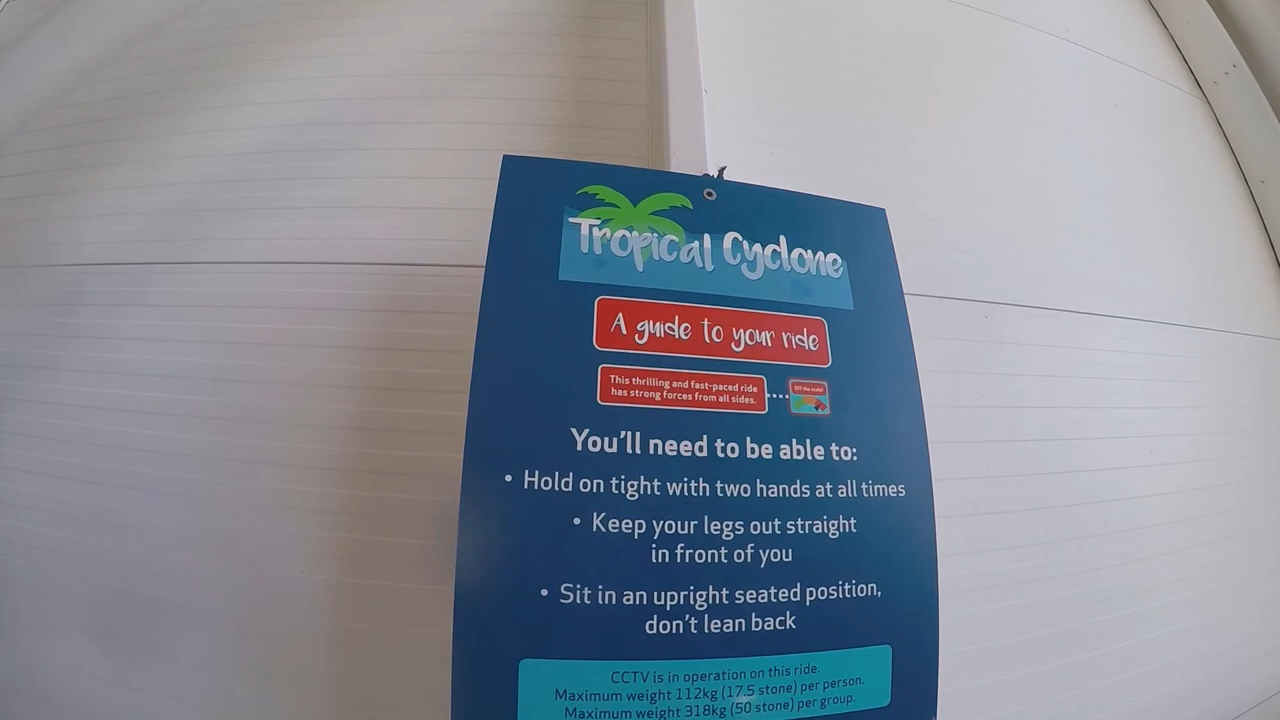 Tropical Cyclone
A guide to your ride
This thrilling and fast-paced ride
has strong forces from all sides.
Off the scale!
You'll need to be able to:
• Hold on tight with two hands at all times
• Keep your legs out straight
in front of you
• Sit in an upright seated position,
don't lean back
CCTV is in operation on this ride.
Maximum weight 112kg (17.5 stone) per person.
Maximum weight 318kg (50 stone) per group.